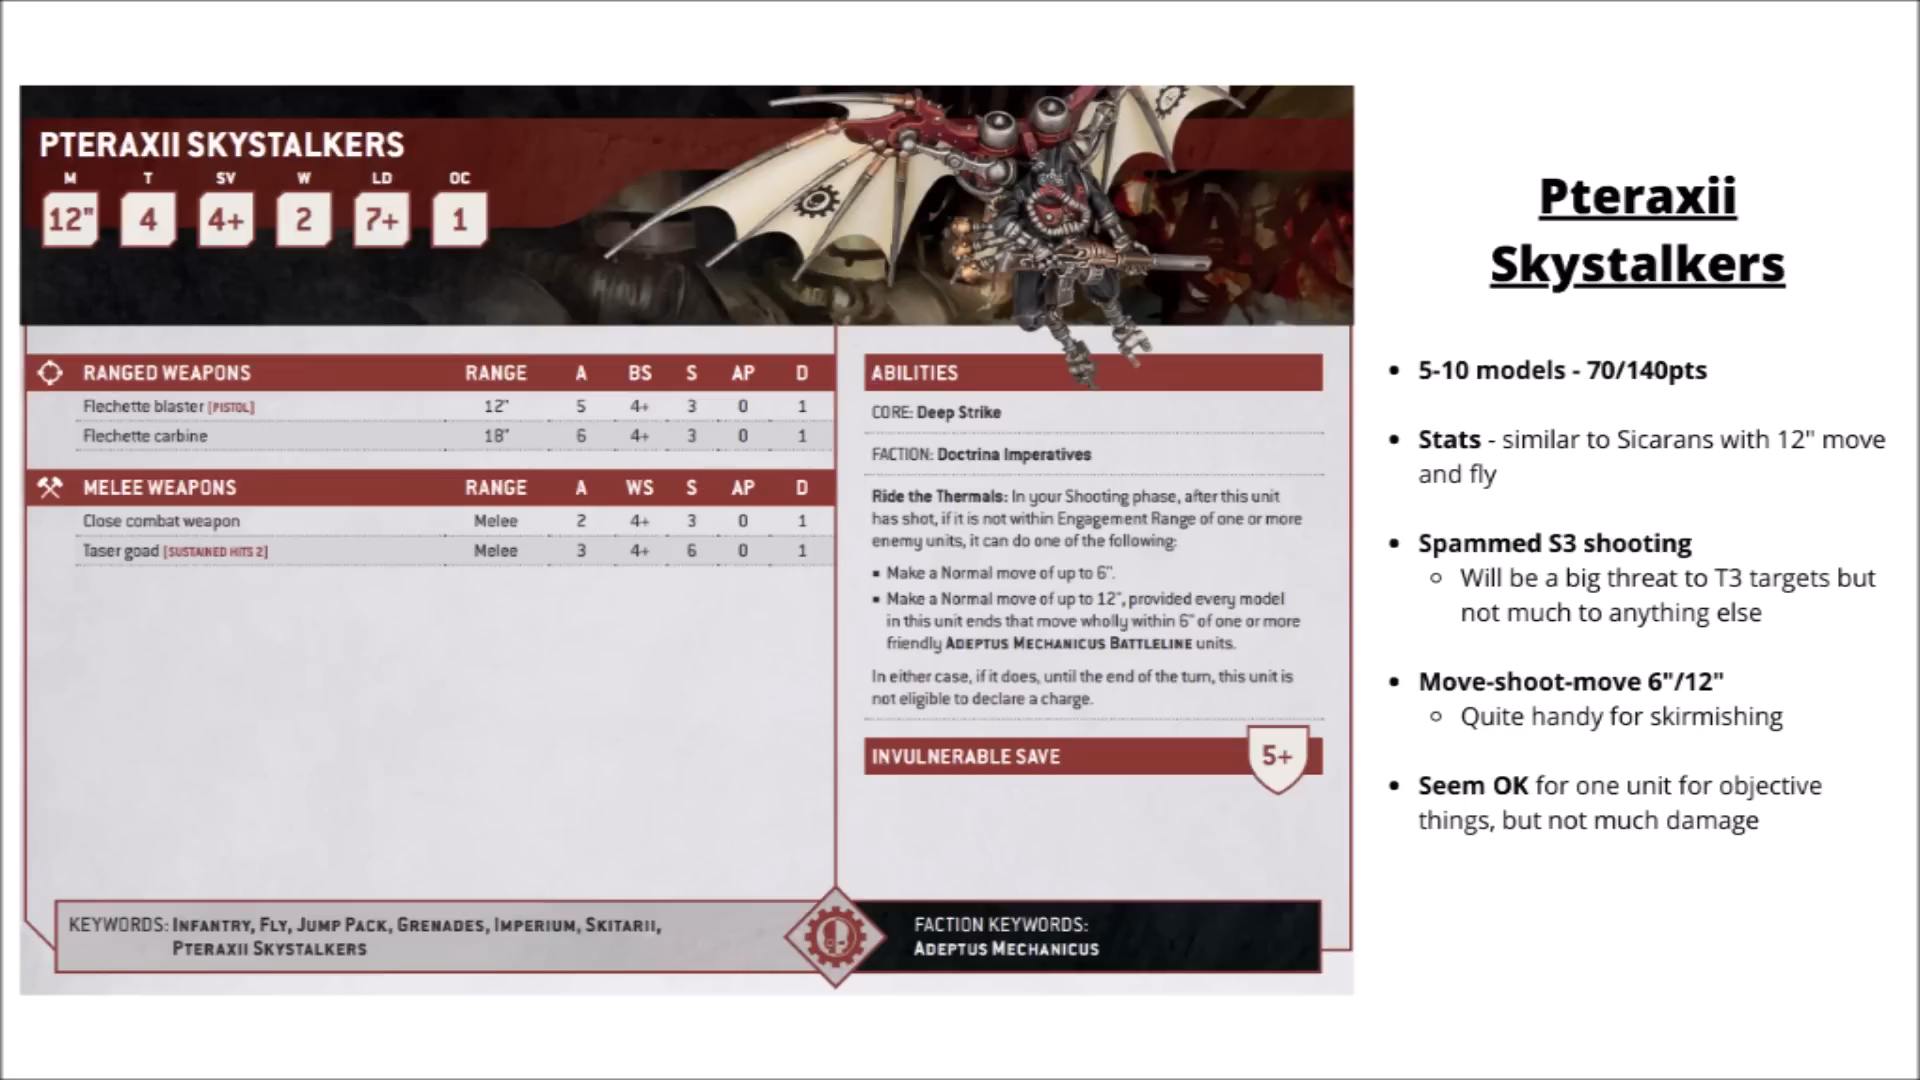 PTERAXII SKYSTALKERS
M T SV W LD OC
12" 4 4+ 2 7+ 1
RANGED WEAPONS RANGE A BS S AP D
Flechette blaster [PISTOL] 12" 5 4+ 3 0 1
Flechette carbine 18" 6 4+ 3 0 1
MELEE WEAPONS RANGE A WS S AP D
Close combat weapon Melee 2 4+ 3 0 1
Taser goad [SUSTAINED HITS 2] Melee 3 4+ 6 0 1
ABILITIES
CORE: Deep Strike
FACTION: Doctrina Imperatives
Ride the Thermals: In your Shooting phase, after this unit
has shot, if it is not within Engagement Range of one or more
enemy units, it can do one of the following:
▪ Make a Normal move of up to 6".
▪ Make a Normal move of up to 12", provided every model
in this unit ends that move wholly within 6" of one or more
friendly ADEPTUS MECHANICUS BATTLELINE units.
In either case, if it does, until the end of the turn, this unit is
not eligible to declare a charge.
INVULNERABLE SAVE 5+
KEYWORDS: INFANTRY, FLY, JUMP PACK, GRENADES, IMPERIUM, SKITARII,
PTERAXII SKYSTALKERS
FACTION KEYWORDS:
ADEPTUS MECHANICUS
Pteraxii
Skystalkers
• 5-10 models - 70/140pts
• Stats - similar to Sicarans with 12" move
and fly
• Spammed S3 shooting
○ Will be a big threat to T3 targets but
not much to anything else
• Move-shoot-move 6"/12"
○ Quite handy for skirmishing
• Seem OK for one unit for objective
things, but not much damage